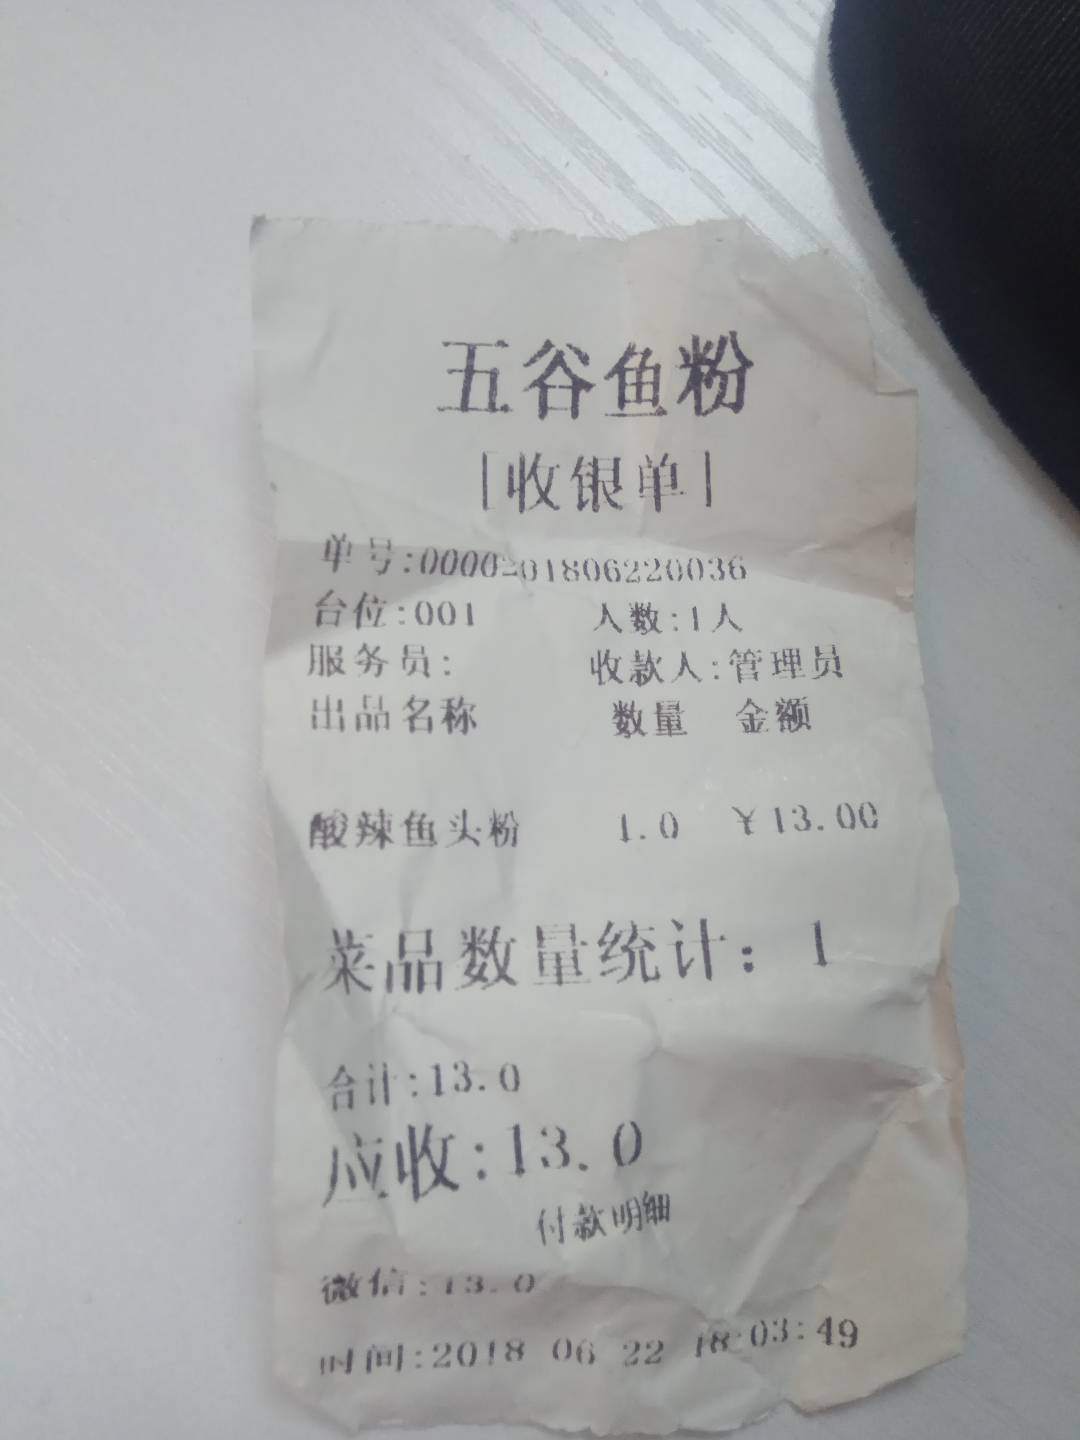 五谷鱼粉
[收银单]
单号:0000201806220036
台位:001 人数:1人
服务员: 收款人:管理员
出品名称 数量 金额
酸辣鱼头粉 1.0 ¥13.00
菜品数量统计: 1
合计:13.0
应收:13.0
付款明细
微信:13.0
时间:2018 06 22 18:03:49